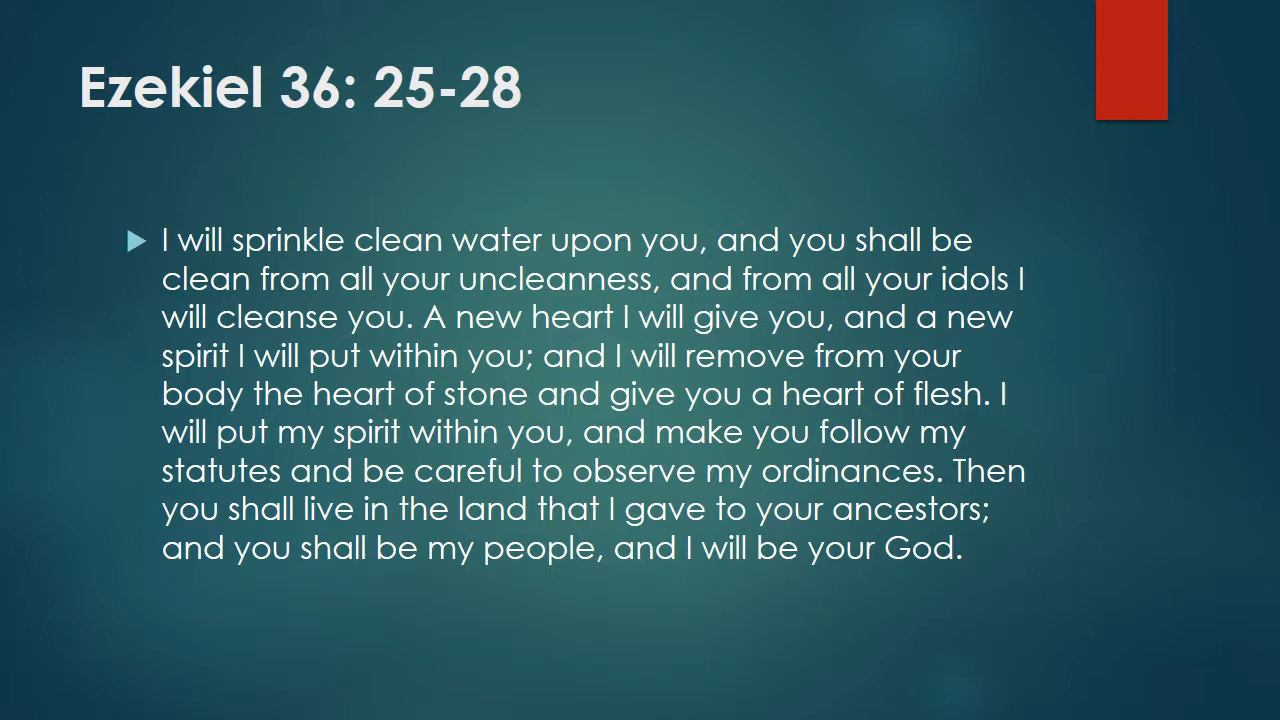 Ezekiel 36: 25-28
I will sprinkle clean water upon you, and you shall be
clean from all your uncleanness, and from all your idols I
will cleanse you. A new heart I will give you, and a new
spirit I will put within you; and I will remove from your
body the heart of stone and give you a heart of flesh. I
will put my spirit within you, and make you follow my
statutes and be careful to observe my ordinances. Then
you shall live in the land that I gave to your ancestors;
and you shall be my people, and I will be your God.